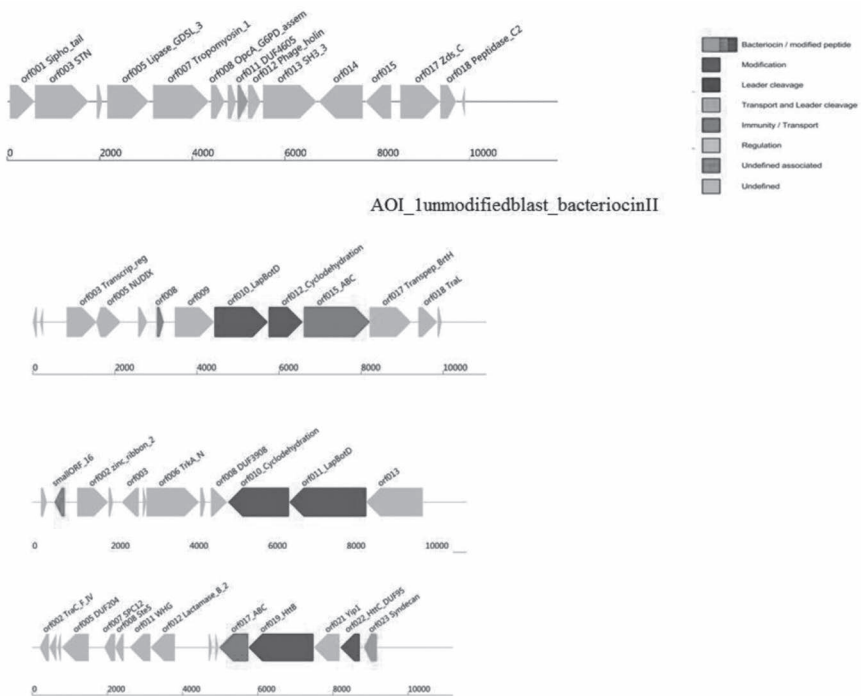 orf001 Sipho_tail
orf003 STN
orf005 Lipase_GDSL_3
orf007 Tropomyosin_1
orf008 OpcA_G6PD_assem
orf011 DUF4605
orf012 Phage_holin
orf013 SH3_3
orf014
orf015
orf017 Zds_C
orf018 Peptidase_C2
0 2000 4000 6000 8000 10000
Bacteriocin / modified peptide
Modification
Leader cleavage
Transport and Leader cleavage
Immunity / Transport
Regulation
Undefined associated
Undefined
AOI_1unmodifiedblast_bacteriocinII
orf003 Transcrip_reg
orf005 NUDIX
orf008
orf009
orf010_LapBotD
orf012_Cyclodehydration
orf015_ABC
orf017 Transpep_BrtH
orf018 TraL
0 2000 4000 6000 8000 10000
smallORF_16
orf002 zinc_ribbon_2
orf003
orf006 TrkA_N
orf008 DUF3908
orf010_Cyclodehydration
orf011_LapBotD
orf013
0 2000 4000 6000 8000 10000
orf002 TraC_F_IV
orf005 DUF204
orf007 SPC12
orf008 Ste5
orf011 WHG
orf012 Lactamase_B_2
orf017_ABC
orf019_HttB
orf021 Yip1
orf022_HttC_DUF95
orf023 Syndecan
0 2000 4000 6000 8000 10000